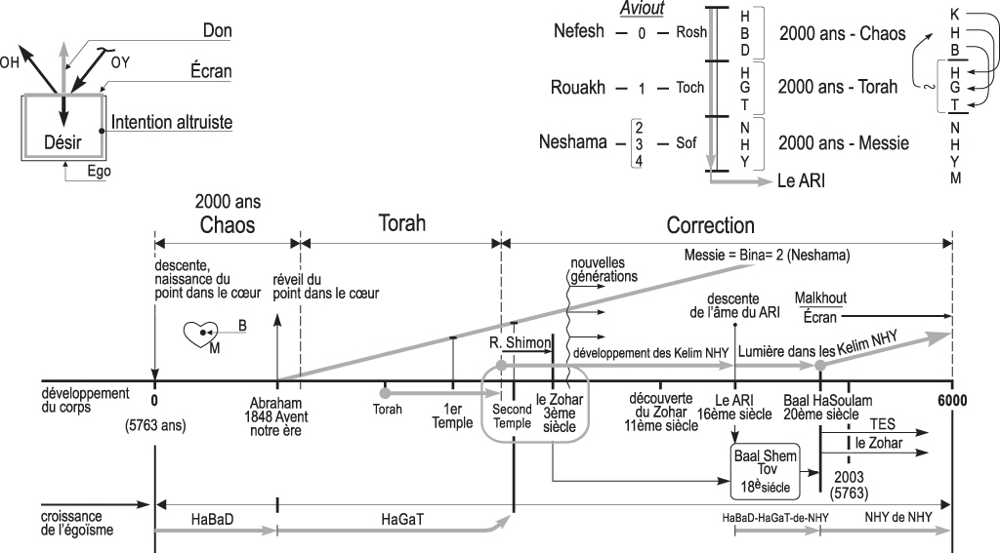 Don
OH
OY
Écran
Intention altruiste
Désir
Ego
Aviout
Nefesh – 0 – Rosh
Rouakh – 1 – Toch
Neshama – 2 3 4 – Sof
H
B
D
H
G
T
N
H
Y
2000 ans - Chaos
2000 ans - Torah
2000 ans - Messie
Le ARI
K
H
B
H
G
T
N
H
Y
M
~
2000 ans
Chaos
Torah
Correction
Messie = Bina= 2 (Neshama)
descente,
naissance du
point dans le cœur
réveil du
point dans le cœur
B
M
nouvelles
générations
descente
de l'âme du ARI
Malkhout
Écran
R. Shimon
développement des Kelim NHY
Lumière dans les Kelim NHY
développement
du corps
0
(5763 ans)
Abraham
1848 Avent
notre ère
Torah
1er
Temple
Second
Temple
le Zohar
3ème
siècle
découverte
du Zohar
11ème siècle
Le ARI
16ème siècle
Baal HaSoulam
20ème siècle
6000
TES
le Zohar
Baal Shem
Tov
18è siécle
2003
(5763)
croissance
de l'égoïsme
HaBaD
HaGaT
HaBaD-HaGaT-de-NHY
NHY de NHY